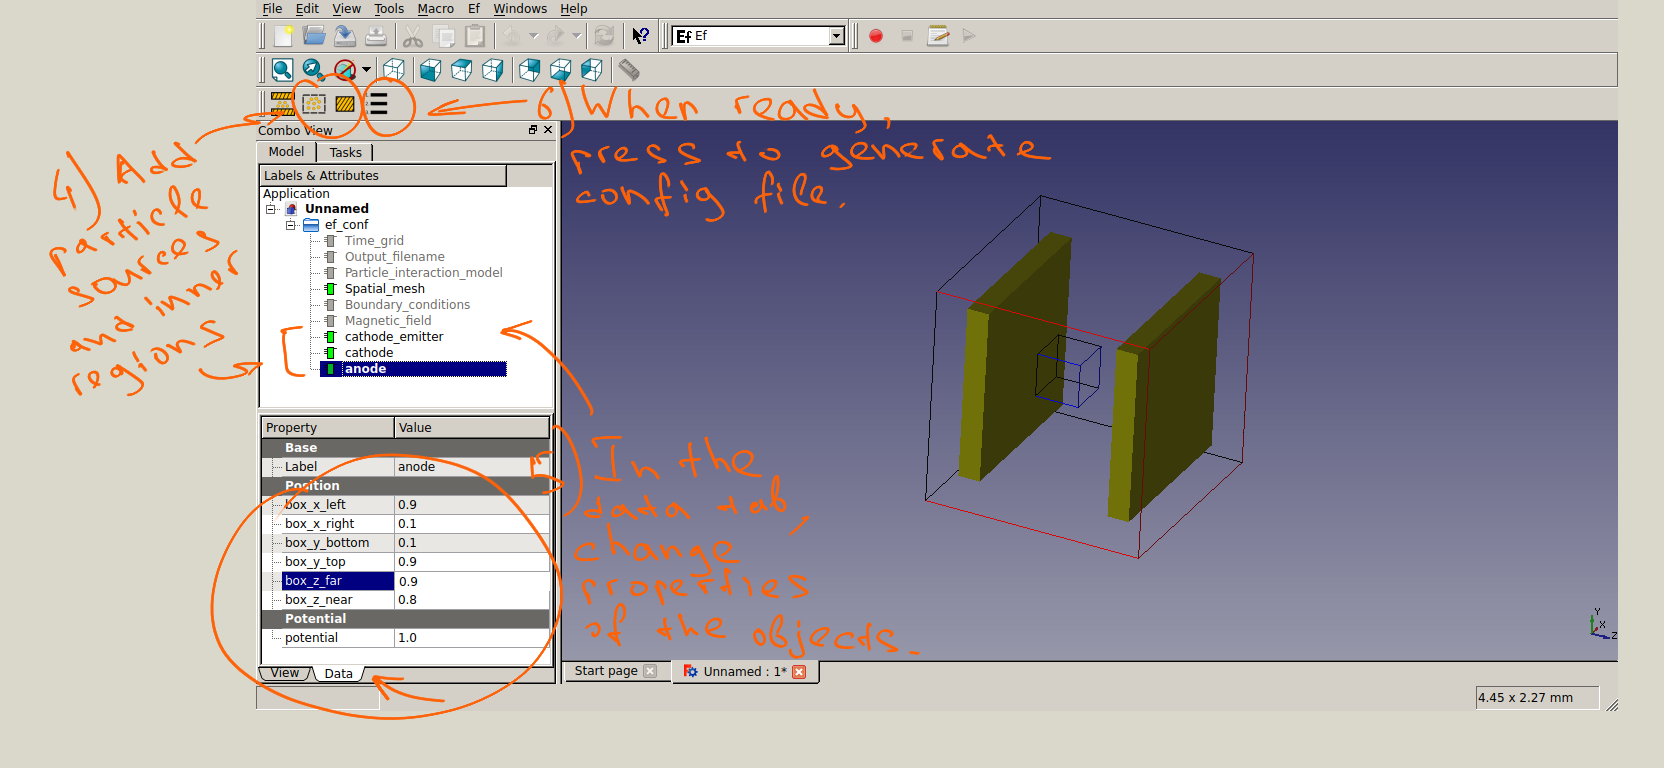 File Edit View Tools Macro Ef Windows Help
Ef Ef
6) When ready,
press to generate
config file.
4) Add
particle
sources
and inner
regions
Combo View
Model Tasks
Labels & Attributes
Application
Unnamed
ef_conf
Time_grid
Output_filename
Particle_interaction_model
Spatial_mesh
Boundary_conditions
Magnetic_field
cathode_emitter
cathode
anode
Property Value
Base
Label anode
Position
box_x_left 0.9
box_x_right 0.1
box_y_bottom 0.1
box_y_top 0.9
box_z_far 0.9
box_z_near 0.8
Potential
potential 1.0
View Data
5) In the
data tab,
change
properties
of the objects.
Y
X
Z
Start page Unnamed : 1*
4.45 x 2.27 mm